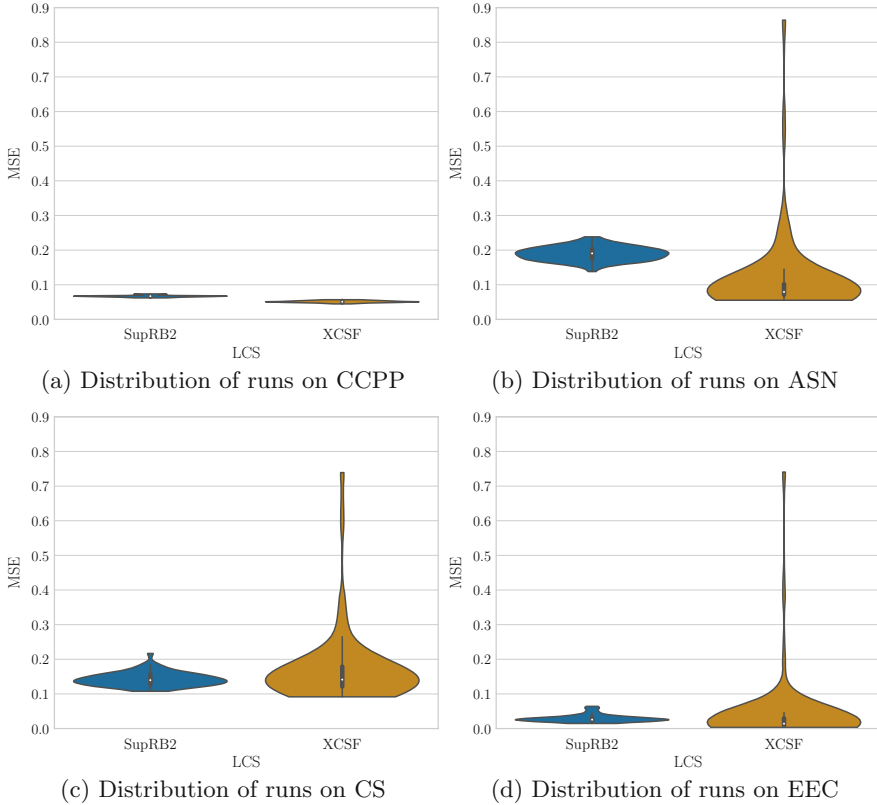 0.9
0.8
0.7
0.6
0.5
0.4
0.3
0.2
0.1
0.0
MSE
SupRB2
XCSF
LCS
(a) Distribution of runs on CCPP
0.9
0.8
0.7
0.6
0.5
0.4
0.3
0.2
0.1
0.0
MSE
SupRB2
XCSF
LCS
(b) Distribution of runs on ASN
0.9
0.8
0.7
0.6
0.5
0.4
0.3
0.2
0.1
0.0
MSE
SupRB2
XCSF
LCS
(c) Distribution of runs on CS
0.9
0.8
0.7
0.6
0.5
0.4
0.3
0.2
0.1
0.0
MSE
SupRB2
XCSF
LCS
(d) Distribution of runs on EEC